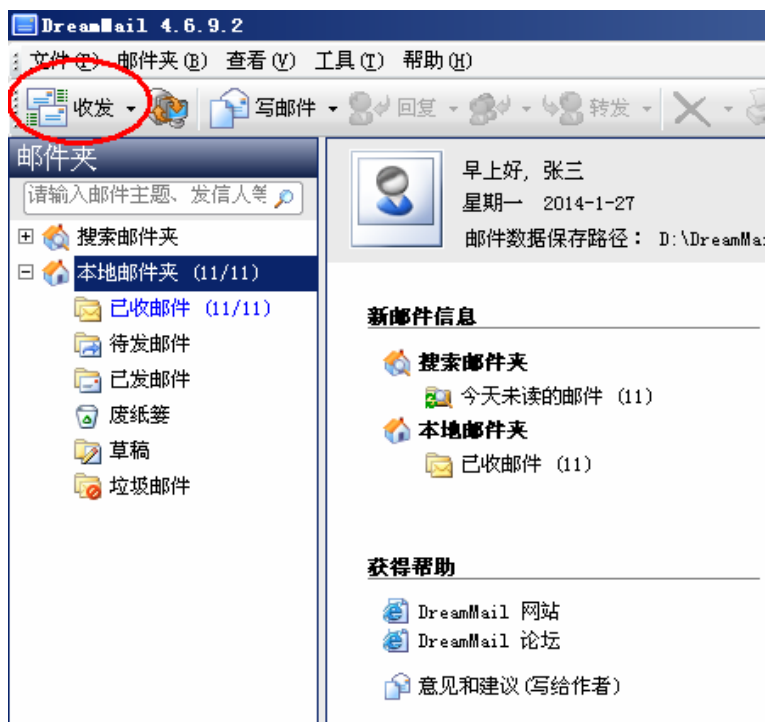 DreamMail 4.6.9.2
文件(F) 邮件夹(B) 查看(V) 工具(T) 帮助(H)
收发 写邮件 回复 转发
邮件夹
请输入邮件主题、发信人等
搜索邮件夹
本地邮件夹 (11/11)
已收邮件 (11/11)
待发邮件
已发邮件
废纸篓
草稿
垃圾邮件
早上好, 张三
星期一 2014-1-27
邮件数据保存路径: D:\DreamMai
新邮件信息
搜索邮件夹
今天未读的邮件 (11)
本地邮件夹
已收邮件 (11)
获得帮助
DreamMail 网站
DreamMail 论坛
意见和建议(写给作者)